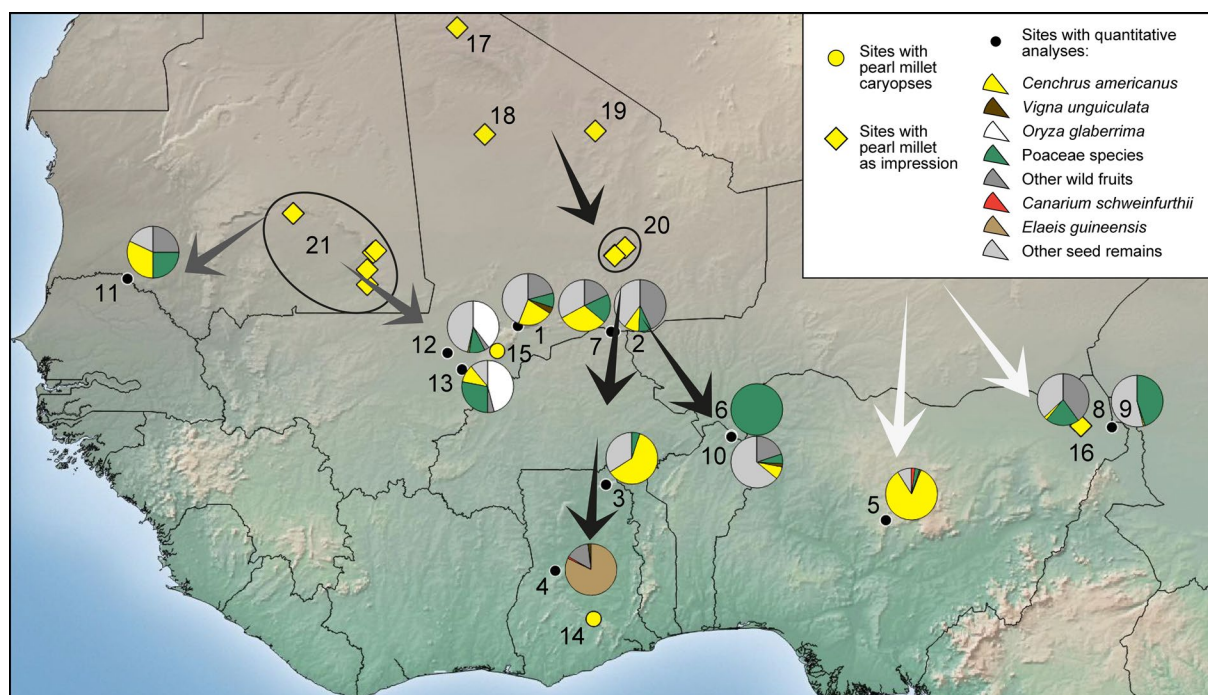 17
18
19
20
21
11
12
13
15
1
7
2
6
10
3
4
14
5
8
9
16
Sites with
pearl millet
caryopses
Sites with
pearl millet
as impression
Sites with quantitative
analyses:
Cenchrus americanus
Vigna unguiculata
Oryza glaberrima
Poaceae species
Other wild fruits
Canarium schweinfurthii
Elaeis guineensis
Other seed remains